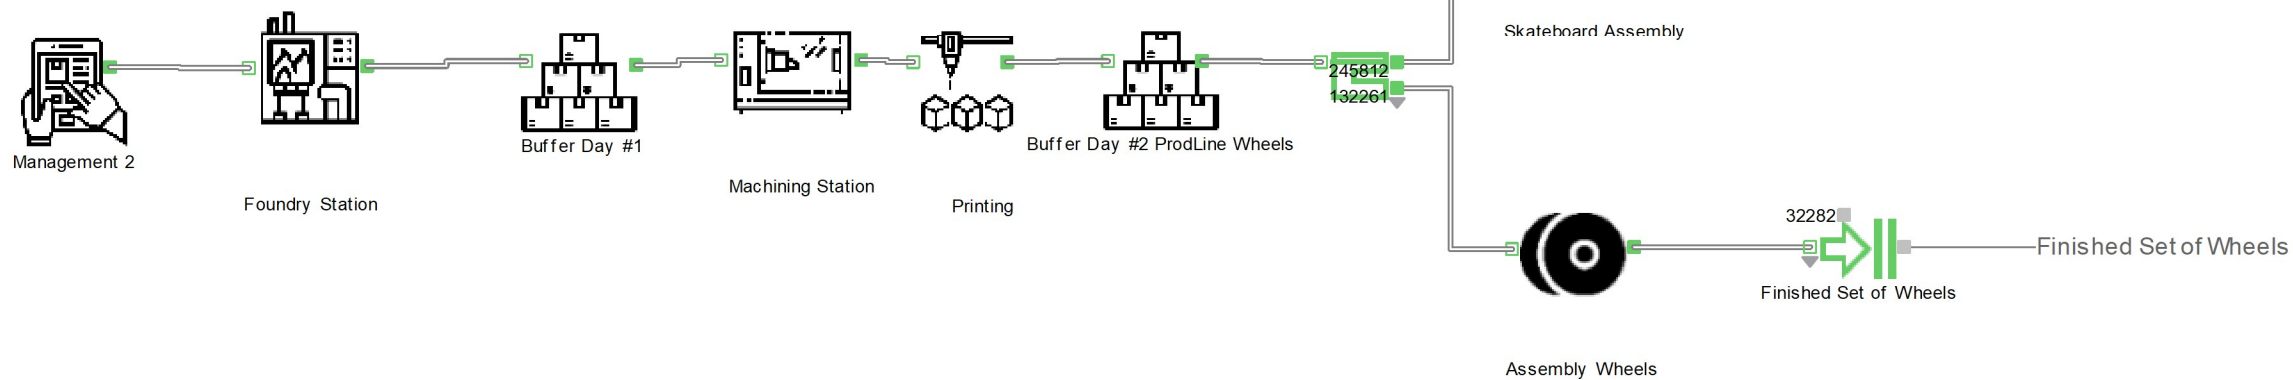 Skateboard Assembly
245812
132261
Management 2
Buffer Day #1
Buffer Day #2 ProdLine Wheels
Machining Station
Foundry Station
Printing
32282
Finished Set of Wheels
Finished Set of Wheels
Assembly Wheels